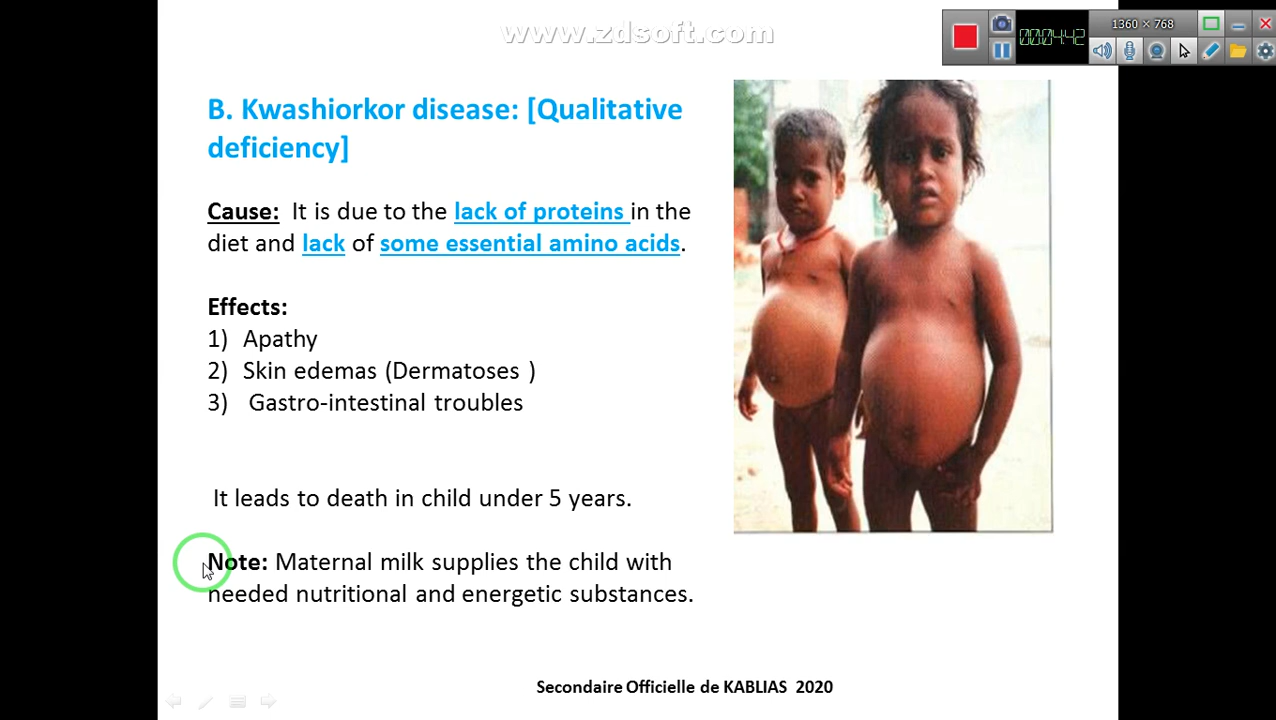 www.zdsoft.com
1360 × 768
00:04:42
B. Kwashiorkor disease: [Qualitative
deficiency]
Cause: It is due to the lack of proteins in the
diet and lack of some essential amino acids.
Effects:
1) Apathy
2) Skin edemas (Dermatoses )
3) Gastro-intestinal troubles
It leads to death in child under 5 years.
Note: Maternal milk supplies the child with
needed nutritional and energetic substances.
Secondaire Officielle de KABLIAS 2020